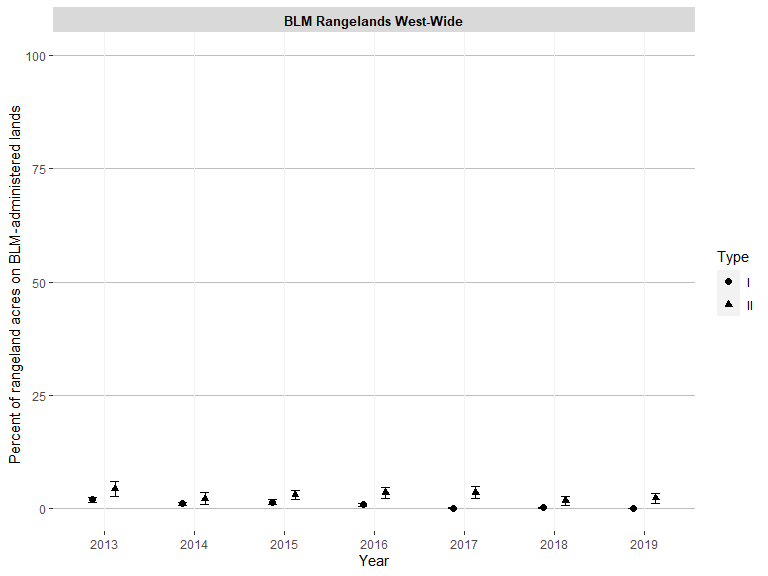 BLM Rangelands West-Wide
Percent of rangeland acres on BLM-administered lands
100
75
50
25
0
2013 2014 2015 2016 2017 2018 2019
Year
Type
I
II